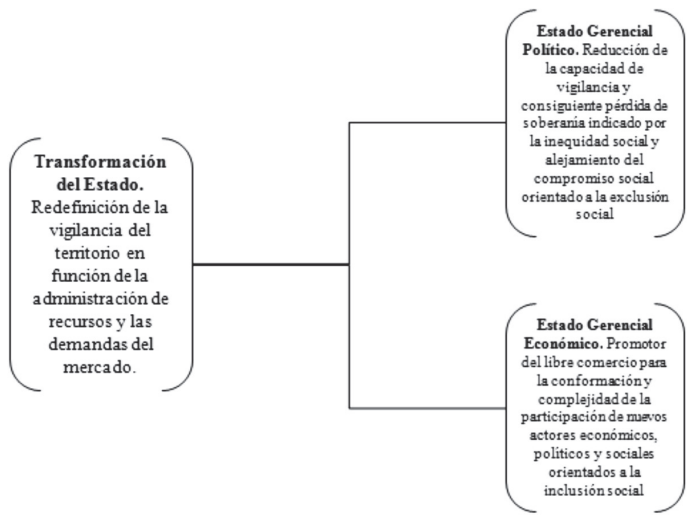 Transformación
del Estado.
Redefinición de la
vigilancia del
territorio en
función de la
administración de
recursos y las
demandas del
mercado.
Estado Gerencial
Político. Reducción de
la capacidad de
vigilancia y
consiguiente pérdida de
soberanía indicado por
la inequidad social y
alejamiento del
compromiso social
orientado a la exclusión
social
Estado Gerencial
Económico. Promotor
del libre comercio para
la conformación y
complejidad de la
participación de nuevos
actores económicos,
políticos y sociales
orientados a la
inclusión social